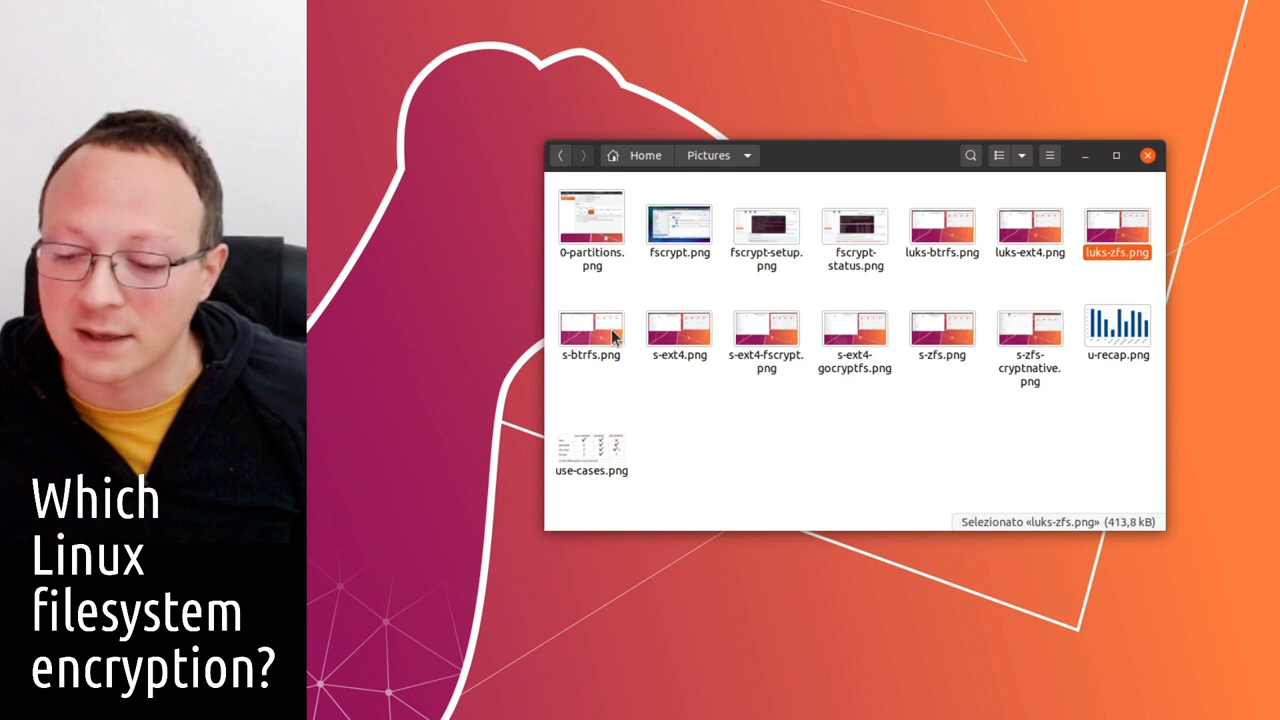 Home
Pictures
0-partitions.
png
fscrypt.png
fscrypt-setup.
png
fscrypt-
status.png
luks-btrfs.png
luks-ext4.png
luks-zfs.png
s-btrfs.png
s-ext4.png
s-ext4-fscrypt.
png
s-ext4-
gocryptfs.png
s-zfs.png
s-zfs-
cryptnative.
png
u-recap.png
use-cases.png
Selezionato «luks-zfs.png» (413,8 kB)
Which
Linux
filesystem
encryption?